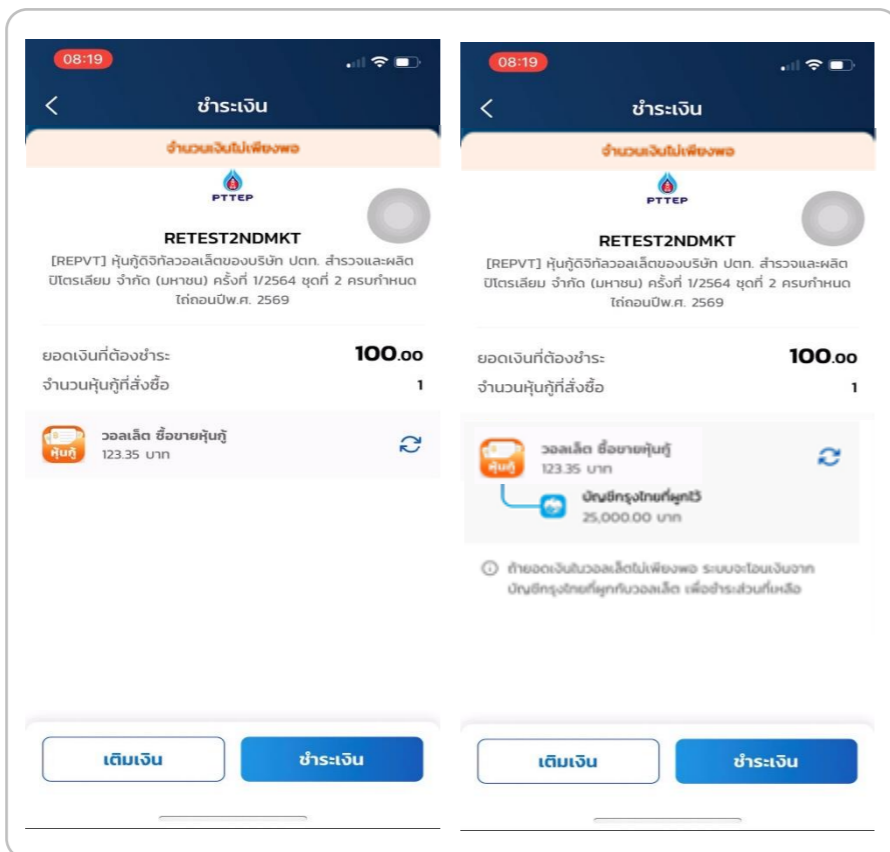 08:19
ชำระเงิน
จำนวนเงินไม่เพียงพอ
PTTEP
RETEST2NDMKT
[REPVT] หุ้นกู้ดิจิทัลวอลเล็ตของบริษัท ปตท. สำรวจและผลิต
ปิโตรเลียม จำกัด (มหาชน) ครั้งที่ 1/2564 ชุดที่ 2 ครบกำหนด
ไถ่ถอนปีพ.ศ. 2569
ยอดเงินที่ต้องชำระ 100.00
จำนวนหุ้นกู้ที่สั่งซื้อ 1
หุ้นกู้
วอลเล็ต ซื้อขายหุ้นกู้
123.35 บาท
เติมเงิน
ชำระเงิน
08:19
ชำระเงิน
จำนวนเงินไม่เพียงพอ
PTTEP
RETEST2NDMKT
[REPVT] หุ้นกู้ดิจิทัลวอลเล็ตของบริษัท ปตท. สำรวจและผลิต
ปิโตรเลียม จำกัด (มหาชน) ครั้งที่ 1/2564 ชุดที่ 2 ครบกำหนด
ไถ่ถอนปีพ.ศ. 2569
ยอดเงินที่ต้องชำระ 100.00
จำนวนหุ้นกู้ที่สั่งซื้อ 1
หุ้นกู้
วอลเล็ต ซื้อขายหุ้นกู้
123.35 บาท
บัญชีกรุงไทยที่ผูกไว้
25,000.00 บาท
ถ้ายอดเงินในวอลเล็ตไม่เพียงพอ ระบบจะโอนเงินจาก
บัญชีกรุงไทยที่ผูกกับวอลเล็ต เพื่อชำระส่วนที่เหลือ
เติมเงิน
ชำระเงิน